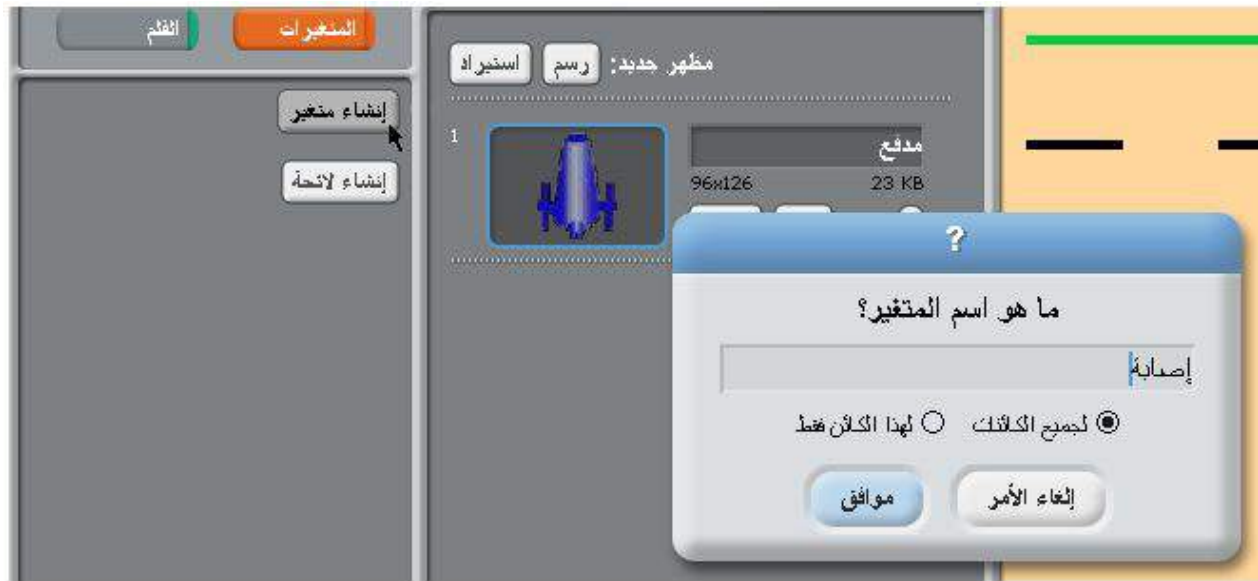 المتغيرات القلم
إنشاء متغير
إنشاء لائحة
مظهر جديد: رسم استيراد
1
مدفع
96x126 23 KB
?
ما هو اسم المتغير؟
إصابة
لجميع الكائنات لهذا الكائن فقط
إلغاء الأمر موافق